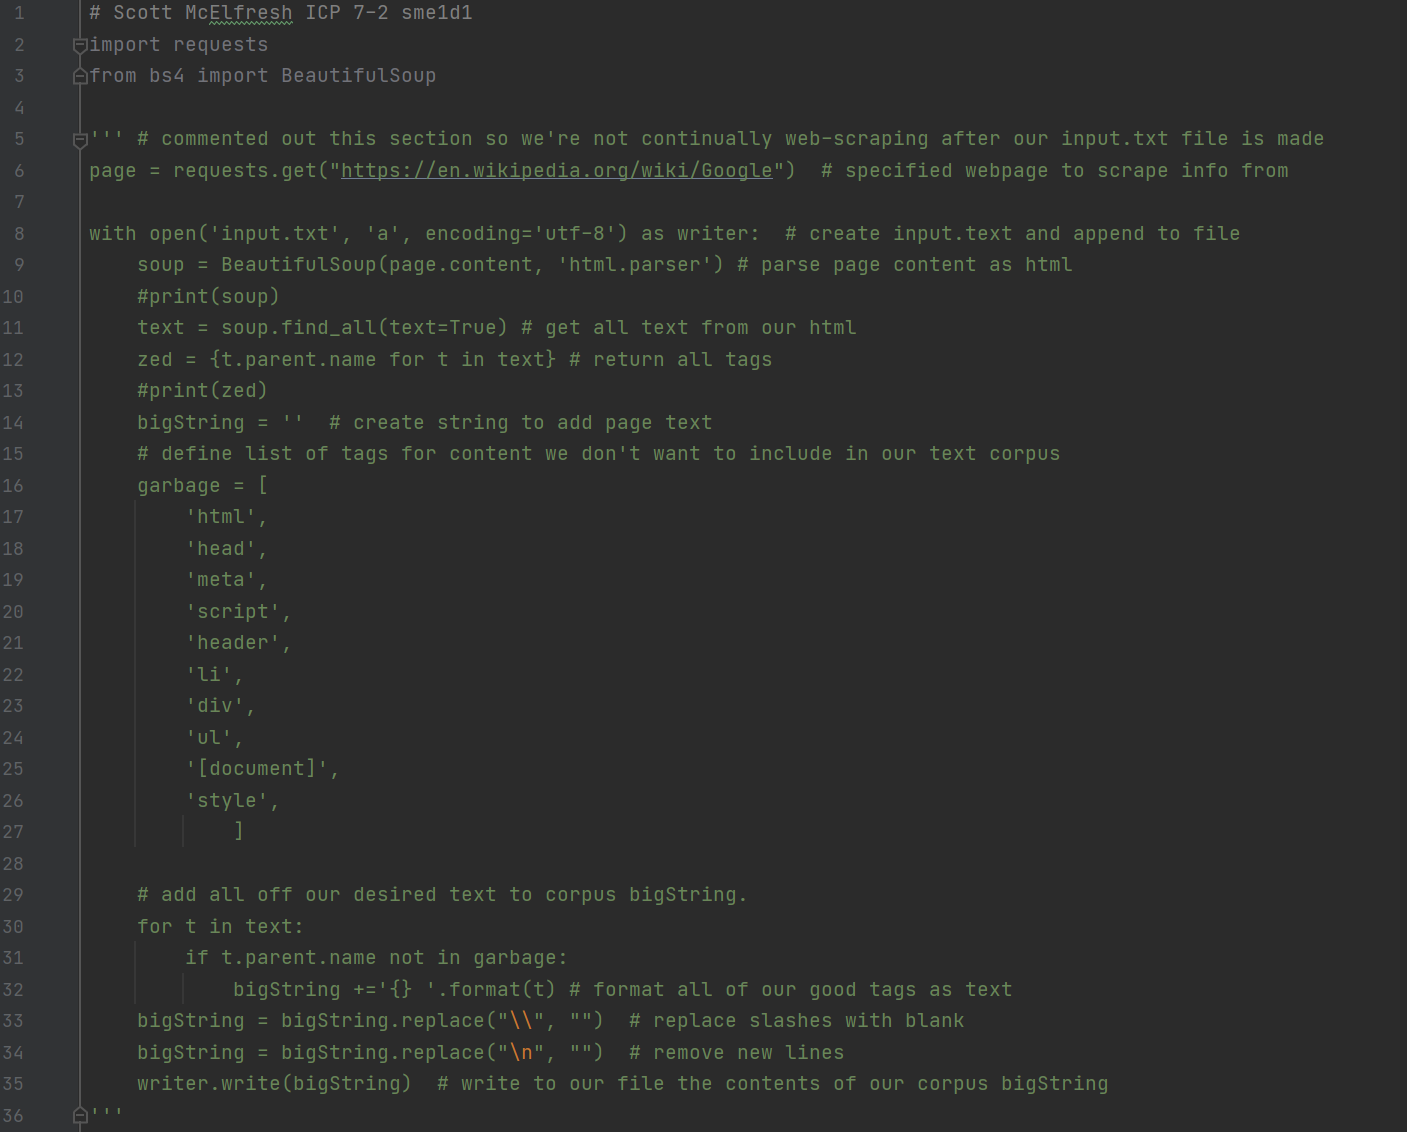 1 # Scott McElfresh ICP 7-2 sme1d1
2 import requests
3 from bs4 import BeautifulSoup
4
5 ''' # commented out this section so we're not continually web-scraping after our input.txt file is made
6 page = requests.get("https://en.wikipedia.org/wiki/Google")  # specified webpage to scrape info from
7
8 with open('input.txt', 'a', encoding='utf-8') as writer:  # create input.text and append to file
9     soup = BeautifulSoup(page.content, 'html.parser') # parse page content as html
10     #print(soup)
11     text = soup.find_all(text=True) # get all text from our html
12     zed = {t.parent.name for t in text} # return all tags
13     #print(zed)
14     bigString = ''  # create string to add page text
15     # define list of tags for content we don't want to include in our text corpus
16     garbage = [
17         'html',
18         'head',
19         'meta',
20         'script',
21         'header',
22         'li',
23         'div',
24         'ul',
25         '[document]',
26         'style',
27             ]
28
29     # add all off our desired text to corpus bigString.
30     for t in text:
31         if t.parent.name not in garbage:
32             bigString +='{} '.format(t) # format all of our good tags as text
33     bigString = bigString.replace("\\", "")  # replace slashes with blank
34     bigString = bigString.replace("\n", "")  # remove new lines
35     writer.write(bigString)  # write to our file the contents of our corpus bigString
36 '''